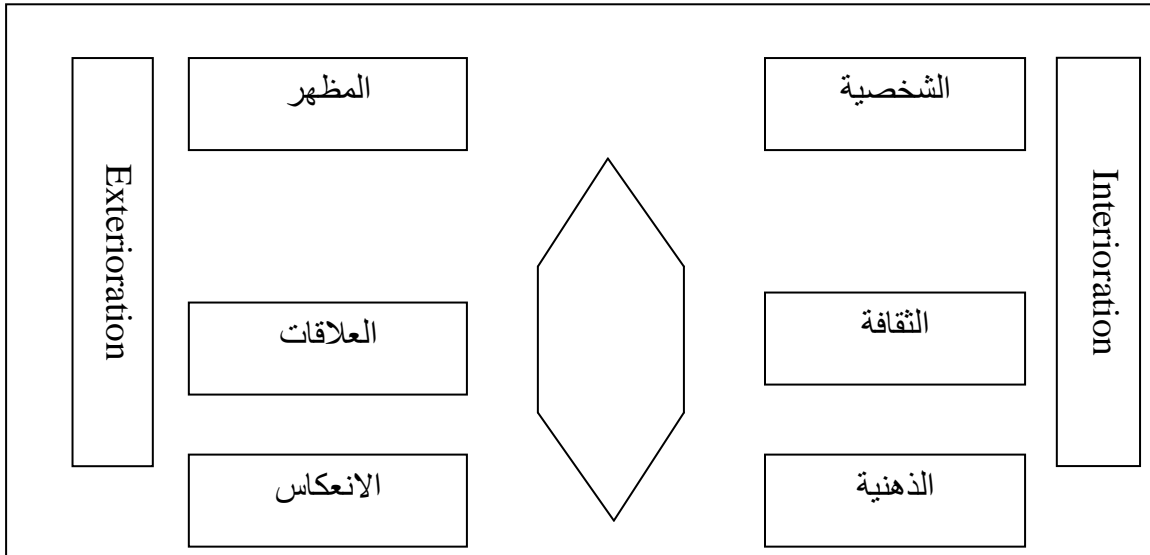 المظهر
الشخصية
Exterioration
Interioration
العلاقات
الثقافة
الانعكاس
الذهنية